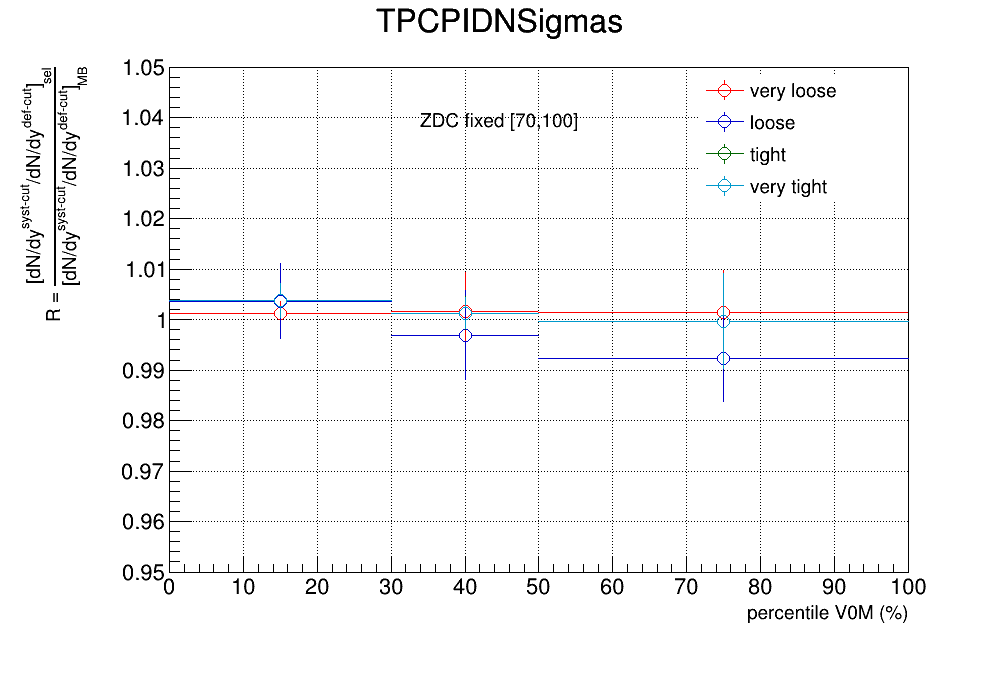 TPCPIDNSigmas
R = [dN/dy^syst-cut/dN/dy^def-cut]_sel / [dN/dy^syst-cut/dN/dy^def-cut]_MB
1.05
1.04
1.03
1.02
1.01
1
0.99
0.98
0.97
0.96
0.95
ZDC fixed [70,100]
very loose
loose
tight
very tight
0 10 20 30 40 50 60 70 80 90 100
percentile V0M (%)